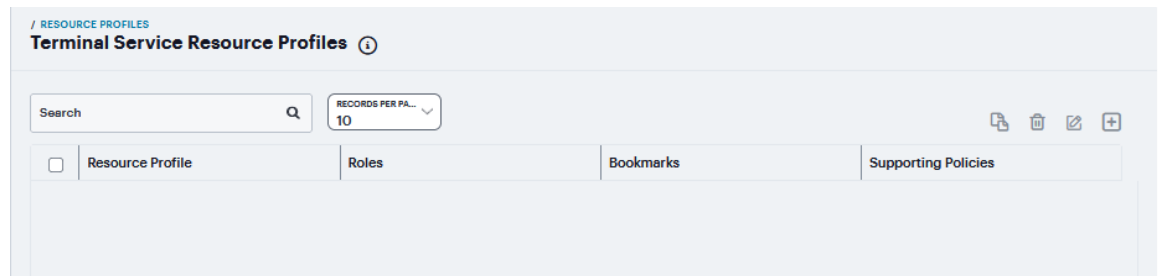 / RESOURCE PROFILES
Terminal Service Resource Profiles
Search
RECORDS PER PA...
10
Resource Profile Roles Bookmarks Supporting Policies